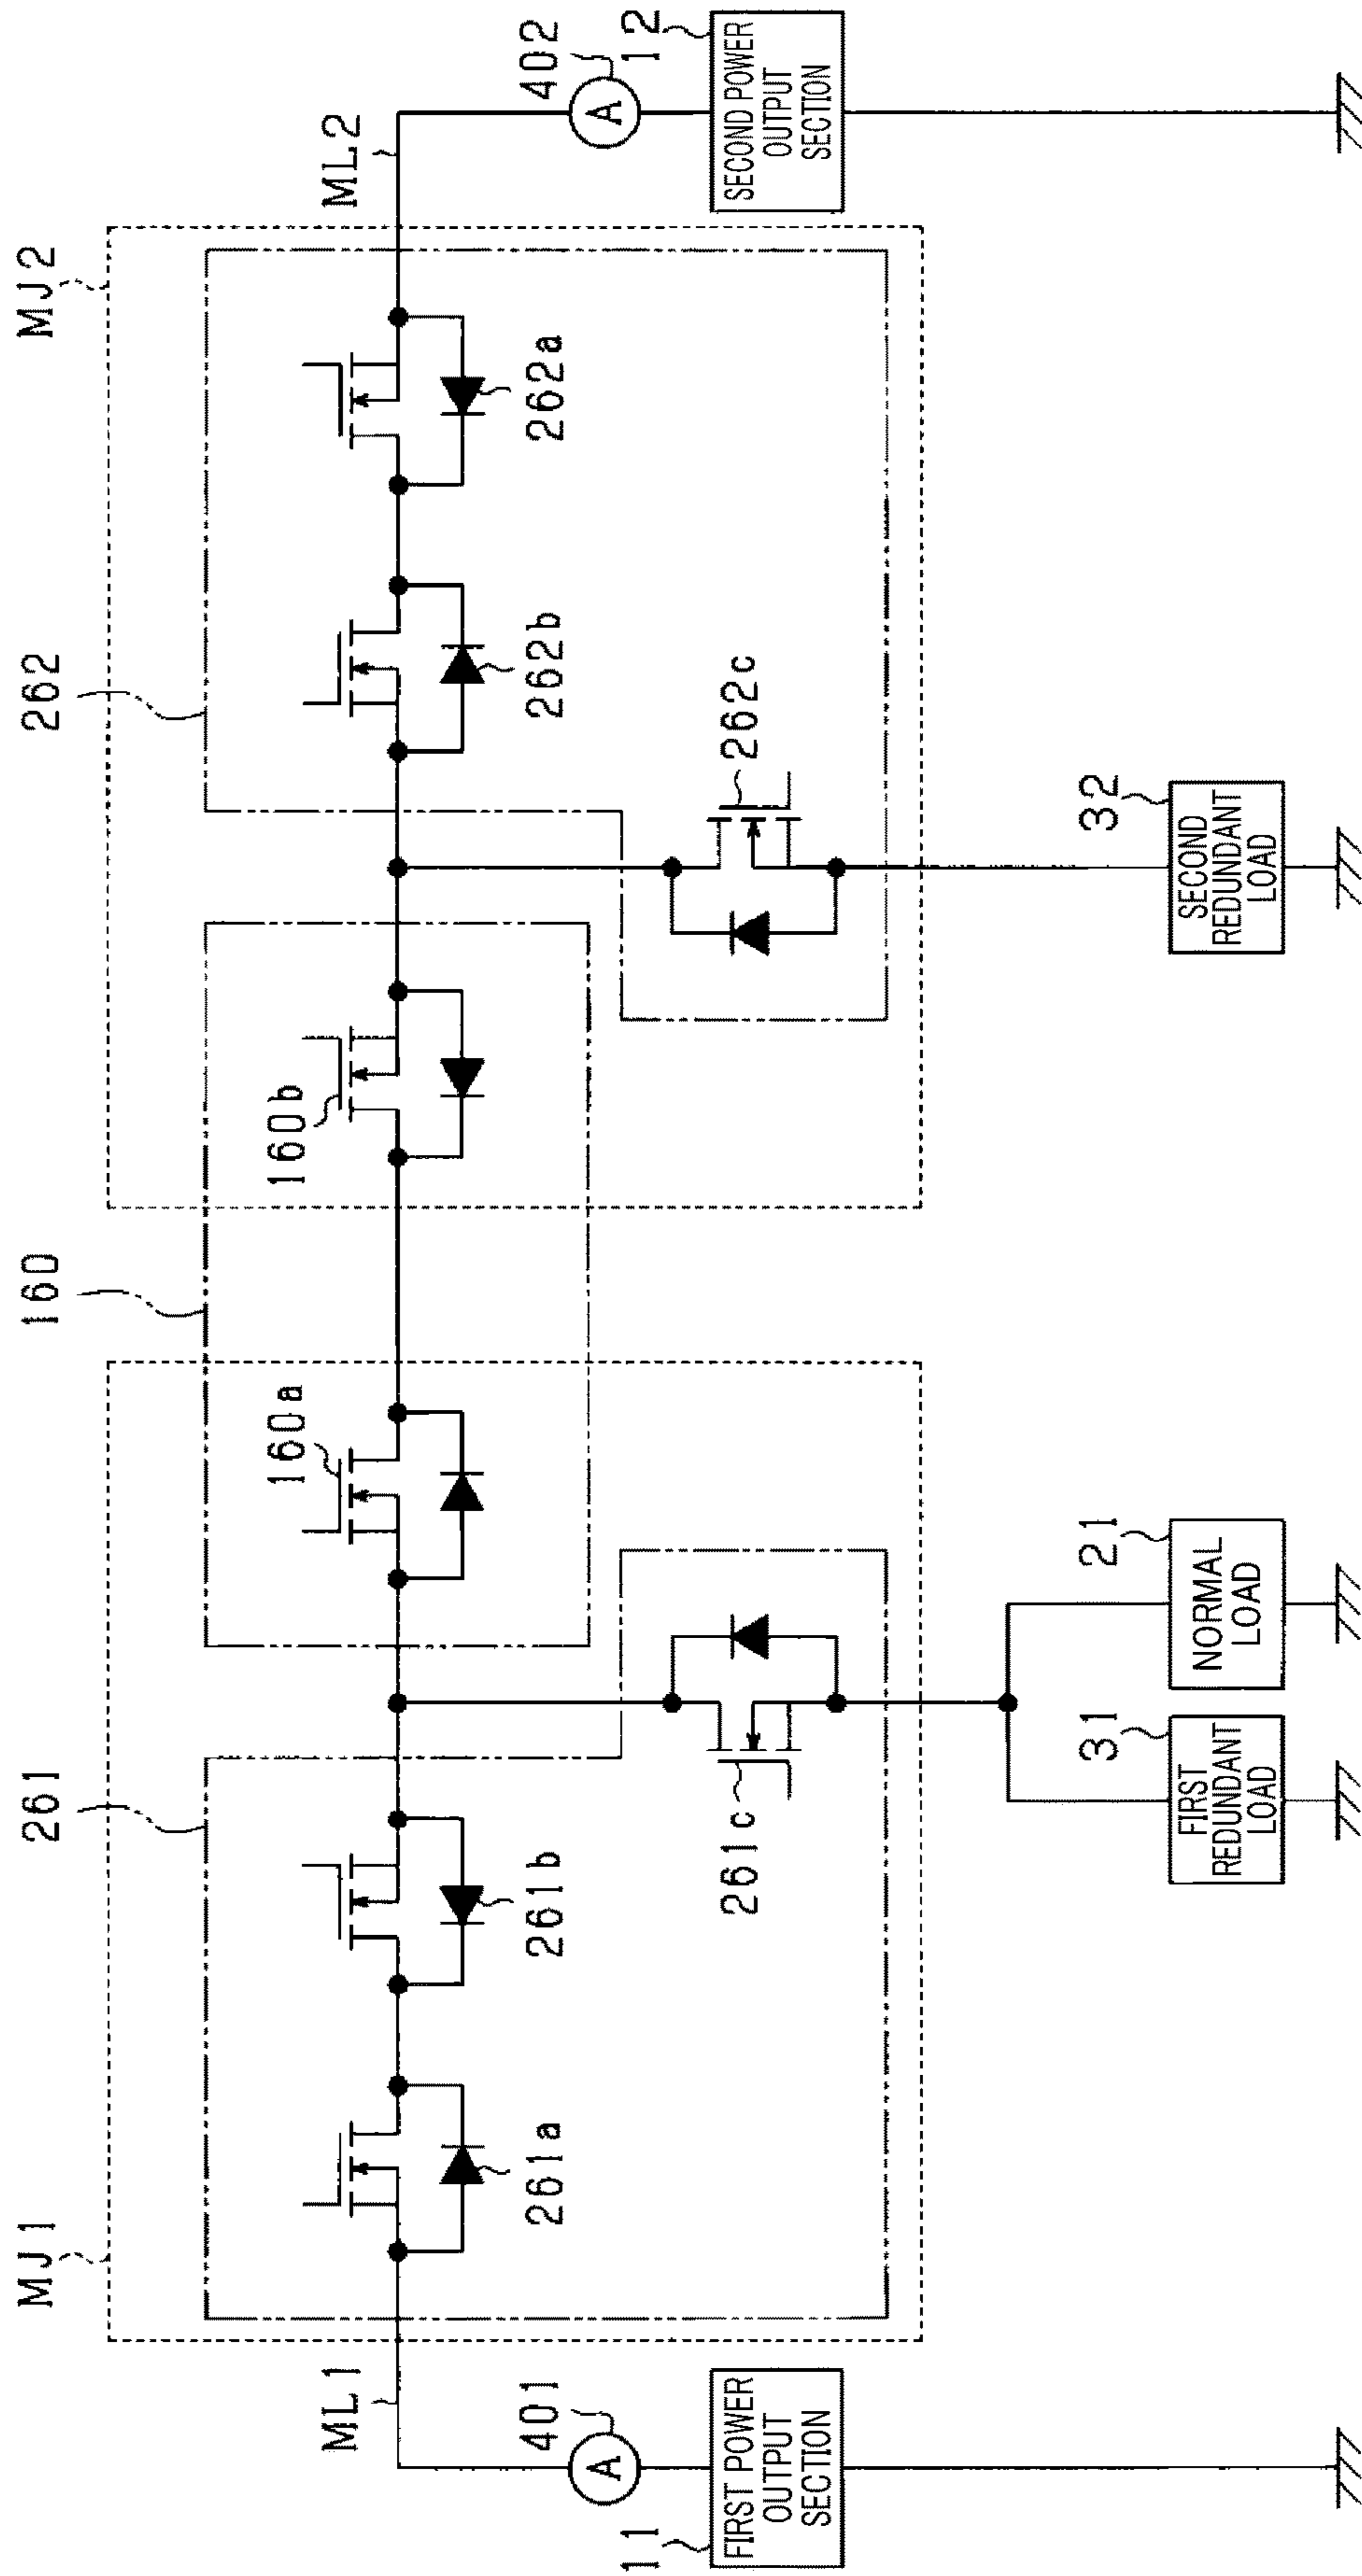 MJ1
261
160
262
MJ2
ML1
261a
261b
160a
160b
262b
262a
ML2
401
402
261c
262c
11
FIRST POWER
OUTPUT
SECTION
12
SECOND POWER
OUTPUT
SECTION
31
FIRST
REDUNDANT
LOAD
21
NORMAL
LOAD
32
SECOND
REDUNDANT
LOAD
A
A